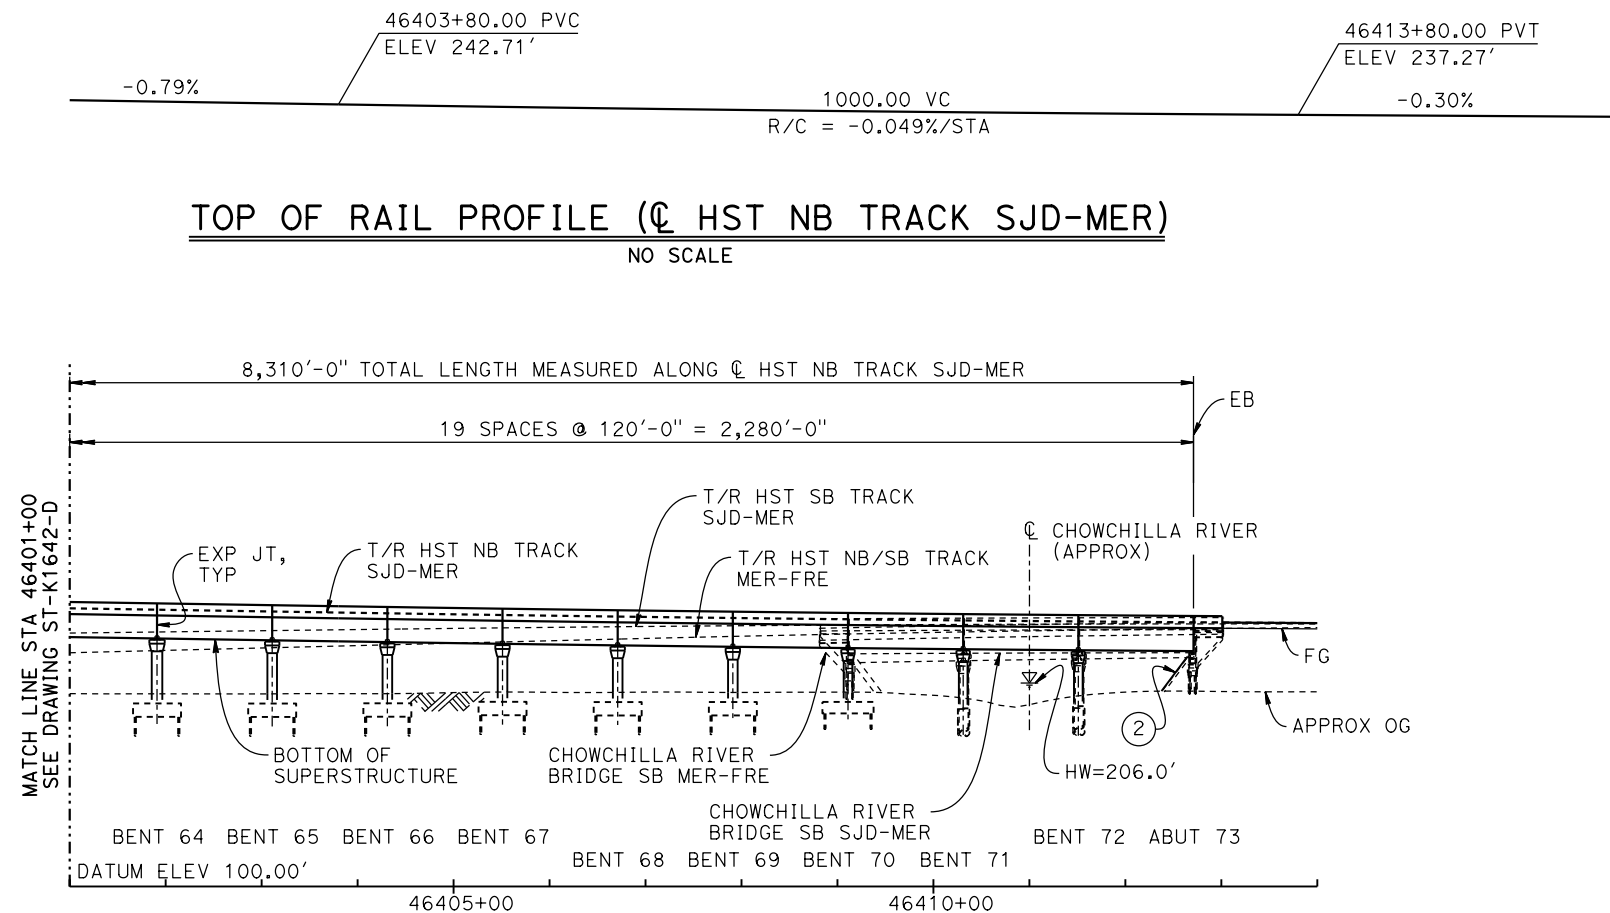 46403+80.00 PVC
ELEV 242.71′
46413+80.00 PVT
ELEV 237.27′
-0.79%
1000.00 VC
R/C = -0.049%/STA
-0.30%
TOP OF RAIL PROFILE (℄ HST NB TRACK SJD-MER)
NO SCALE
8,310′-0" TOTAL LENGTH MEASURED ALONG ℄ HST NB TRACK SJD-MER
EB
19 SPACES @ 120′-0" = 2,280′-0"
MATCH LINE STA 46401+00
SEE DRAWING ST-K1642-D
T/R HST SB TRACK
SJD-MER
℄ CHOWCHILLA RIVER
(APPROX)
EXP JT,
TYP
T/R HST NB TRACK
SJD-MER
T/R HST NB/SB TRACK
MER-FRE
FG
2
APPROX OG
BOTTOM OF
SUPERSTRUCTURE
CHOWCHILLA RIVER
BRIDGE SB MER-FRE
HW=206.0′
CHOWCHILLA RIVER
BRIDGE SB SJD-MER
BENT 64 BENT 65 BENT 66 BENT 67
BENT 72 ABUT 73
BENT 68 BENT 69 BENT 70 BENT 71
DATUM ELEV 100.00′
46405+00
46410+00